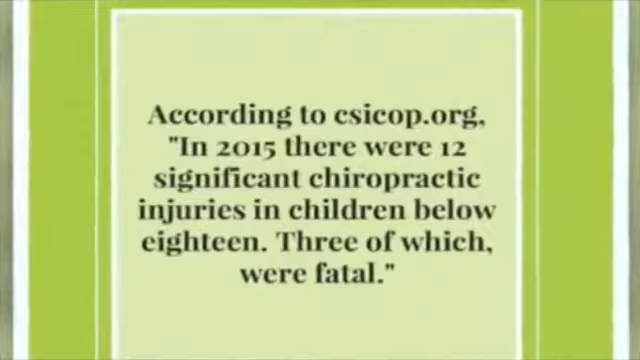 According to csicop.org,
"In 2015 there were 12
significant chiropractic
injuries in children below
eighteen. Three of which,
were fatal."